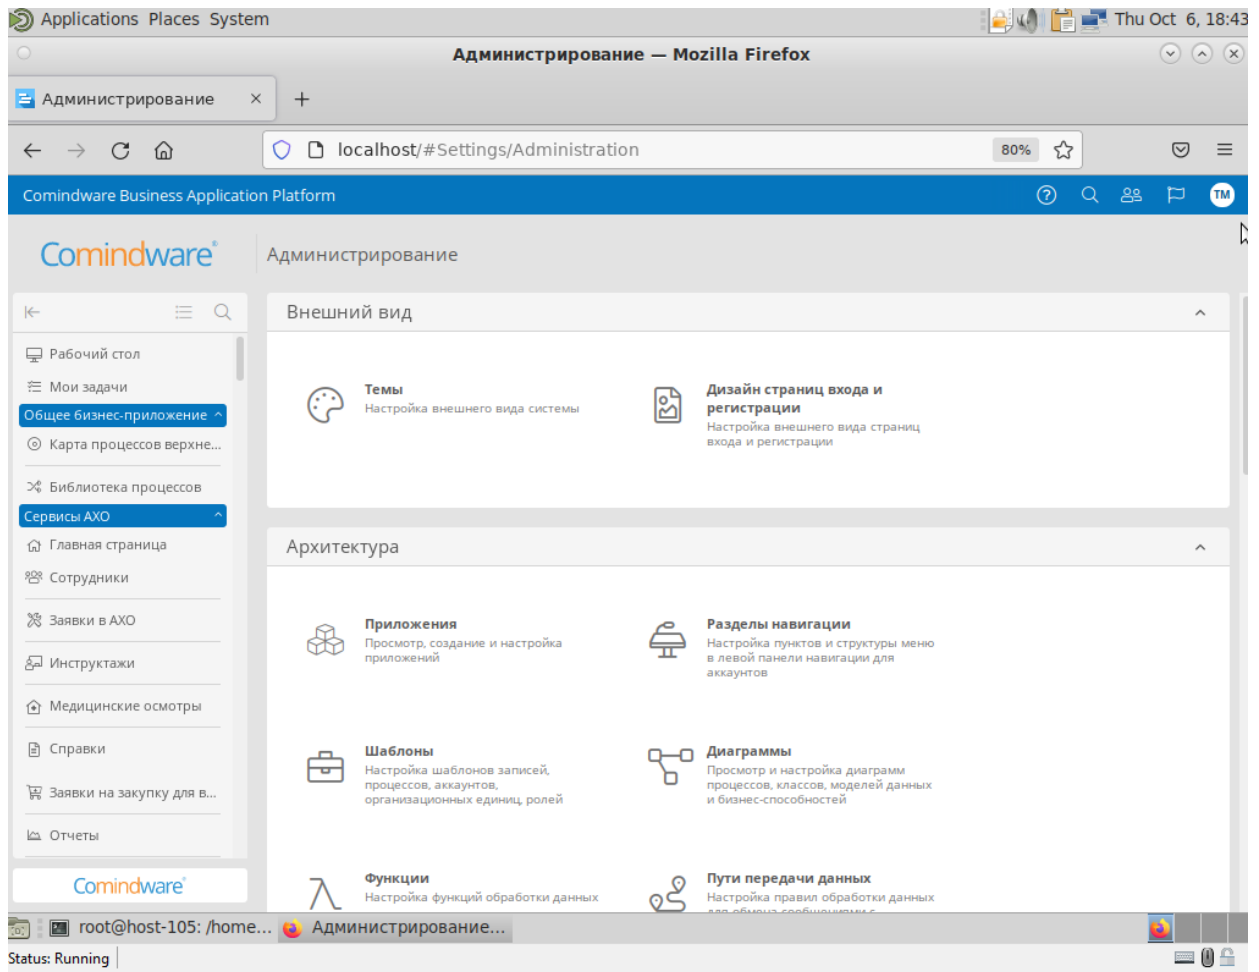 Applications Places System
Thu Oct 6, 18:43
Администрирование — Mozilla Firefox
Администрирование
localhost/#Settings/Administration
80%
Comindware Business Application Platform
TM
Comindware®
Администрирование
Рабочий стол
Мои задачи
Общее бизнес-приложение
Карта процессов верхне...
Библиотека процессов
Сервисы АХО
Главная страница
Сотрудники
Заявки в АХО
Инструктажи
Медицинские осмотры
Справки
Заявки на закупку для в...
Отчеты
Comindware®
Внешний вид
Темы
Настройка внешнего вида системы
Дизайн страниц входа и
регистрации
Настройка внешнего вида страниц
входа и регистрации
Архитектура
Приложения
Просмотр, создание и настройка
приложений
Разделы навигации
Настройка пунктов и структуры меню
в левой панели навигации для
аккаунтов
Шаблоны
Настройка шаблонов записей,
процессов, аккаунтов,
организационных единиц, ролей
Диаграммы
Просмотр и настройка диаграмм
процессов, классов, моделей данных
и бизнес-способностей
Функции
Настройка функций обработки данных
Пути передачи данных
Настройка правил обработки данных
для обмена сообщениями с
root@host-105: /home...
Администрирование...
Status: Running